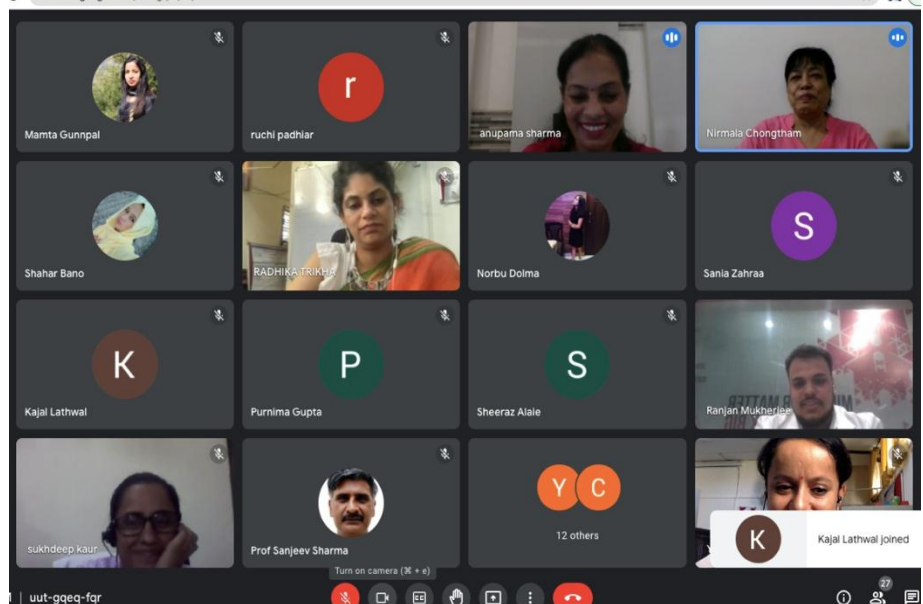 Mamta Gunnpal
r
ruchi padhiar
anupama sharma
Nirmala Chongtham
Shahar Bano
RADHIKA TRIKHA
Norbu Dolma
S
Sania Zahraa
K
Kajal Lathwal
P
Purnima Gupta
S
Sheeraz Alaie
Ranjan Mukherjee
sukhdeep kaur
Prof Sanjeev Sharma
Y C
12 others
K
Kajal Lathwal joined
Turn on camera (⌘ + e)
uut-gqeq-fqr
27